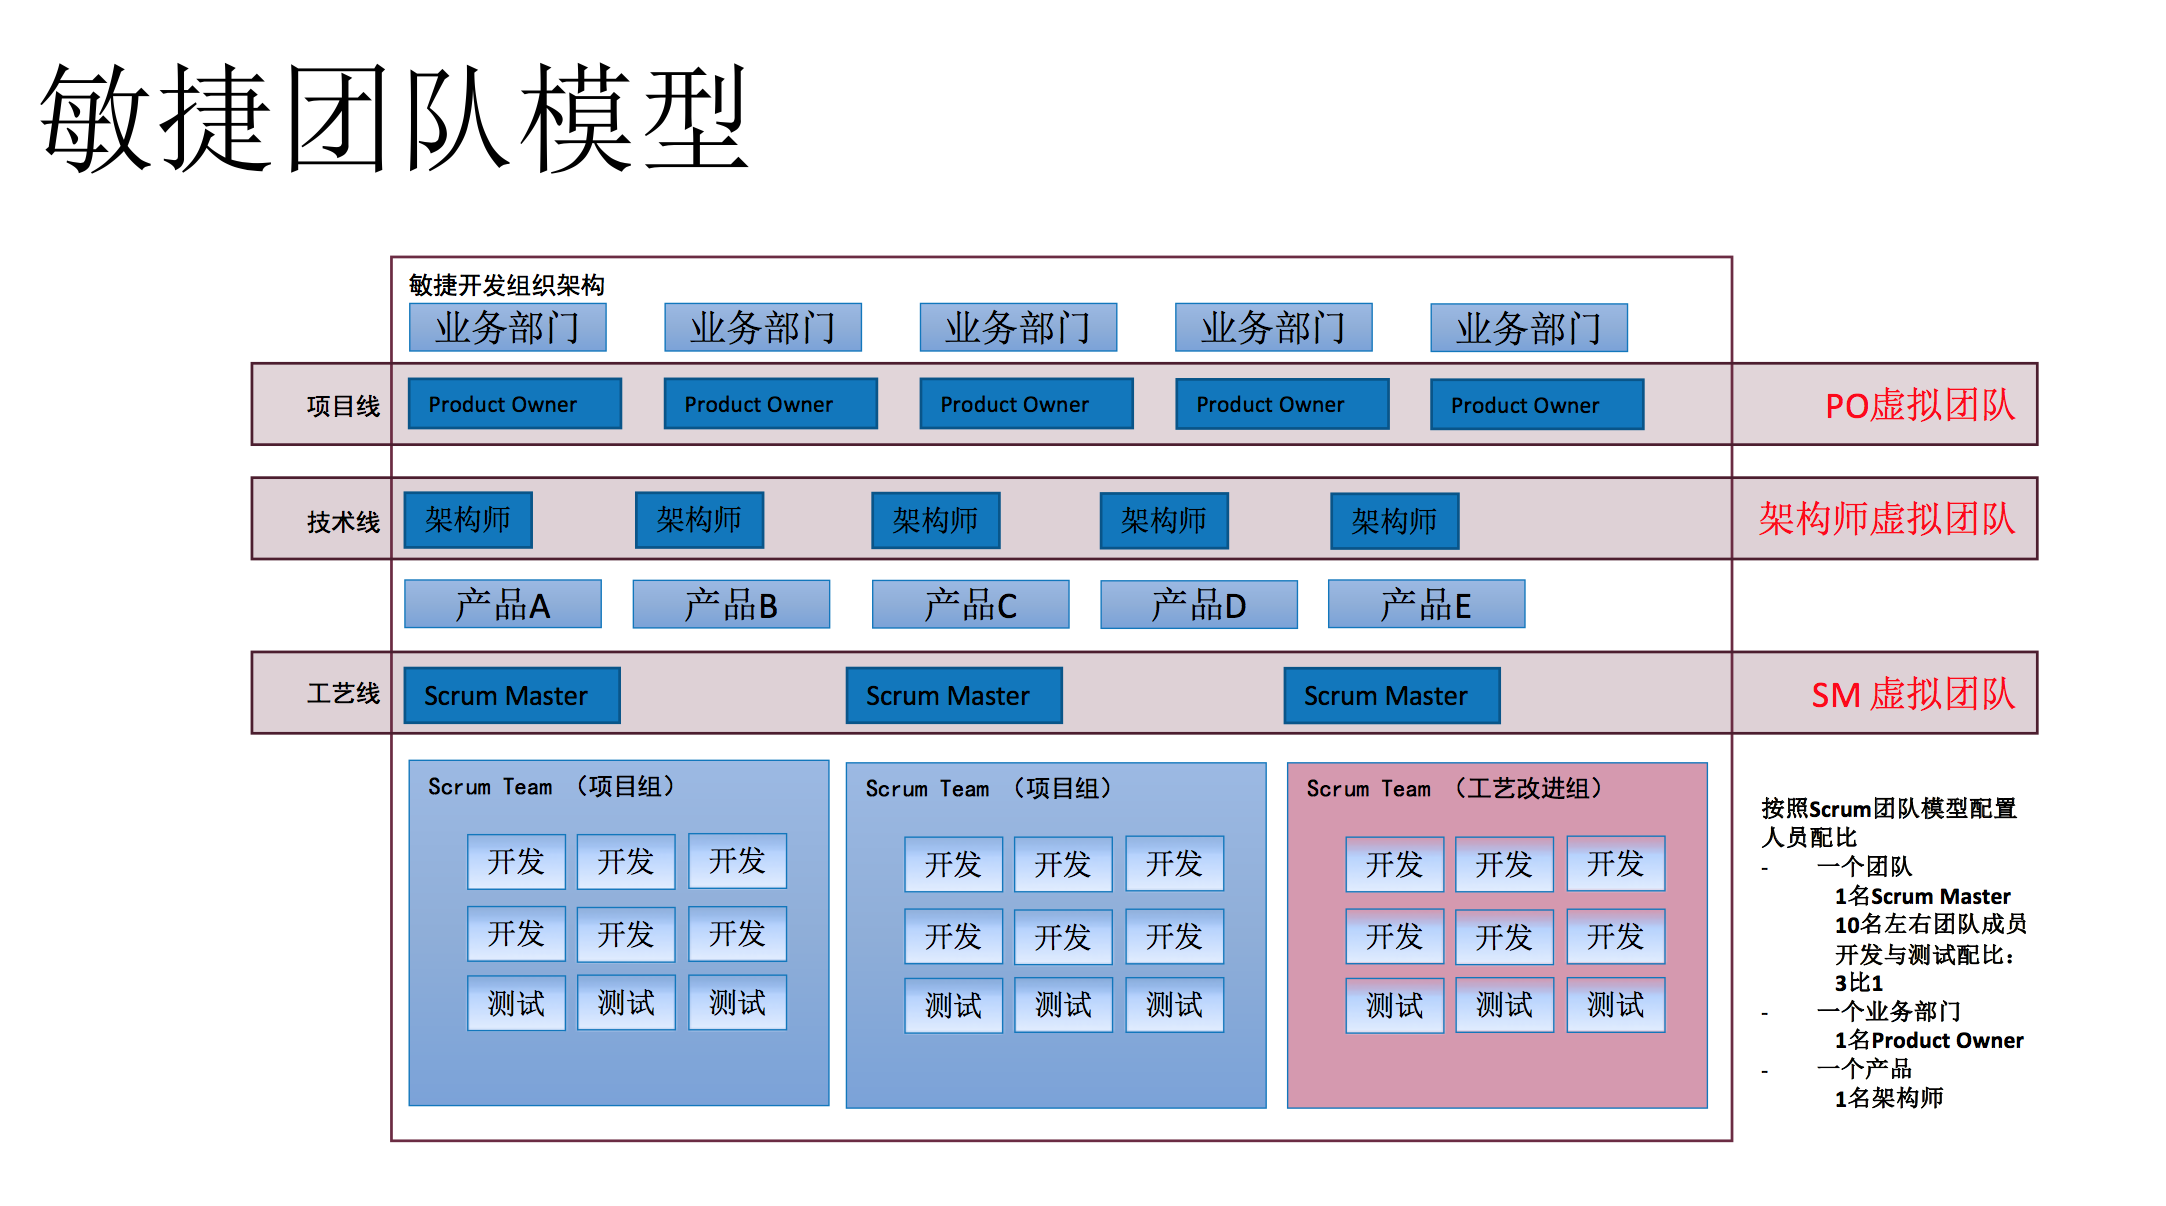 敏捷团队模型
敏捷开发组织架构
业务部门 业务部门 业务部门 业务部门 业务部门
项目线 Product Owner Product Owner Product Owner Product Owner Product Owner PO虚拟团队
技术线 架构师 架构师 架构师 架构师 架构师 架构师虚拟团队
产品A 产品B 产品C 产品D 产品E
工艺线 Scrum Master Scrum Master Scrum Master SM 虚拟团队
Scrum Team （项目组）
开发 开发 开发
开发 开发 开发
测试 测试 测试
Scrum Team （项目组）
开发 开发 开发
开发 开发 开发
测试 测试 测试
Scrum Team （工艺改进组）
开发 开发 开发
开发 开发 开发
测试 测试 测试
按照Scrum团队模型配置
人员配比
- 一个团队
1名Scrum Master
10名左右团队成员
开发与测试配比：
3比1
- 一个业务部门
1名Product Owner
- 一个产品
1名架构师